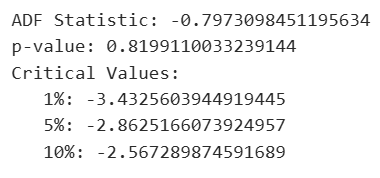 ADF Statistic: -0.7973098451195634
p-value: 0.8199110033239144
Critical Values:
1%: -3.4325603944919445
5%: -2.8625166073924957
10%: -2.567289874591689